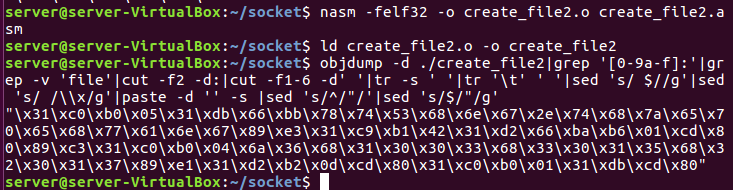 server@server-VirtualBox:~/socket$ nasm -felf32 -o create_file2.o create_file2.a
sm
server@server-VirtualBox:~/socket$ ld create_file2.o -o create_file2
server@server-VirtualBox:~/socket$ objdump -d ./create_file2|grep '[0-9a-f]:'|gr
ep -v 'file'|cut -f2 -d:|cut -f1-6 -d' '|tr -s ' '|tr '\t' ' '|sed 's/ $//g'|sed
 's/ /\\x/g'|paste -d '' -s |sed 's/^/"/'|sed 's/$/"/g'
"\x31\xc0\xb0\x05\x31\xdb\x66\xbb\x78\x74\x53\x68\x6e\x67\x2e\x74\x68\x7a\x65\x7
0\x65\x68\x77\x61\x6e\x67\x89\xe3\x31\xc9\xb1\x42\x31\xd2\x66\xba\xb6\x01\xcd\x8
0\x89\xc3\x31\xc0\xb0\x04\x6a\x36\x68\x31\x30\x30\x33\x68\x33\x30\x31\x35\x68\x3
2\x30\x31\x37\x89\xe1\x31\xd2\xb2\x0d\xcd\x80\x31\xc0\xb0\x01\x31\xdb\xcd\x80"
server@server-VirtualBox:~/socket$